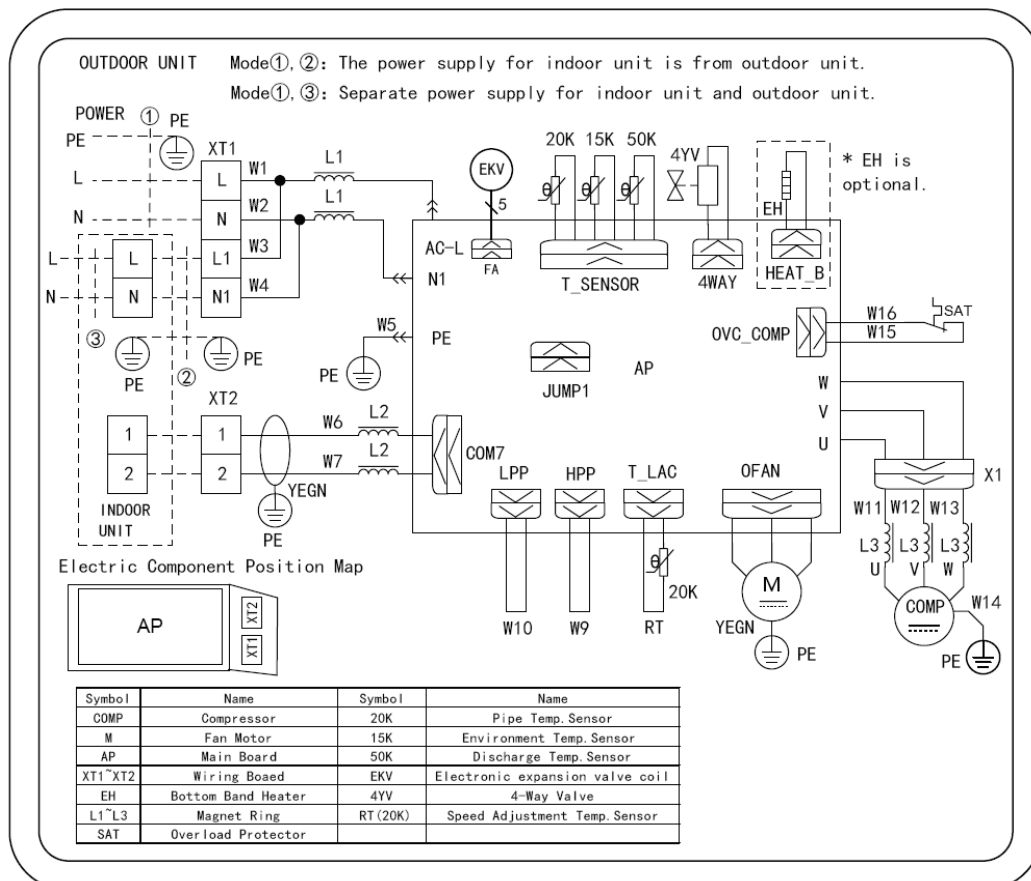 OUTDOOR UNIT Mode①,②: The power supply for indoor unit is from outdoor unit.
Mode①,③: Separate power supply for indoor unit and outdoor unit.
POWER ① PE
PE
XT1
L
L
W1
L1
N
N
W2
L1
L
L
L1
W3
N
N
N1
W4
③
PE
②
PE
EKV
5
FA
AC-L
N1
W5
PE
PE
20K 15K 50K
θ θ θ
T_SENSOR
4YV
4WAY
EH
HEAT_B
* EH is
optional.
JUMP1
AP
OVC_COMP
W16
W15
SAT
W
V
U
X1
XT2
1
1
W6
L2
2
2
W7
L2
COM7
YEGN
PE
INDOOR
UNIT
LPP HPP T_LAC OFAN
W10 W9 RT
θ
20K
M
YEGN
PE
W11 W12 W13
L3 L3 L3
U V W
COMP
W14
PE
Electric Component Position Map
AP
XT2
XT1
Symbol Name Symbol Name
COMP Compressor 20K Pipe Temp.Sensor
M Fan Motor 15K Environment Temp.Sensor
AP Main Board 50K Discharge Temp.Sensor
XT1~XT2 Wiring Boaed EKV Electronic expansion valve coil
EH Bottom Band Heater 4YV 4-Way Valve
L1~L3 Magnet Ring RT(20K) Speed Adjustment Temp.Sensor
SAT Overload Protector